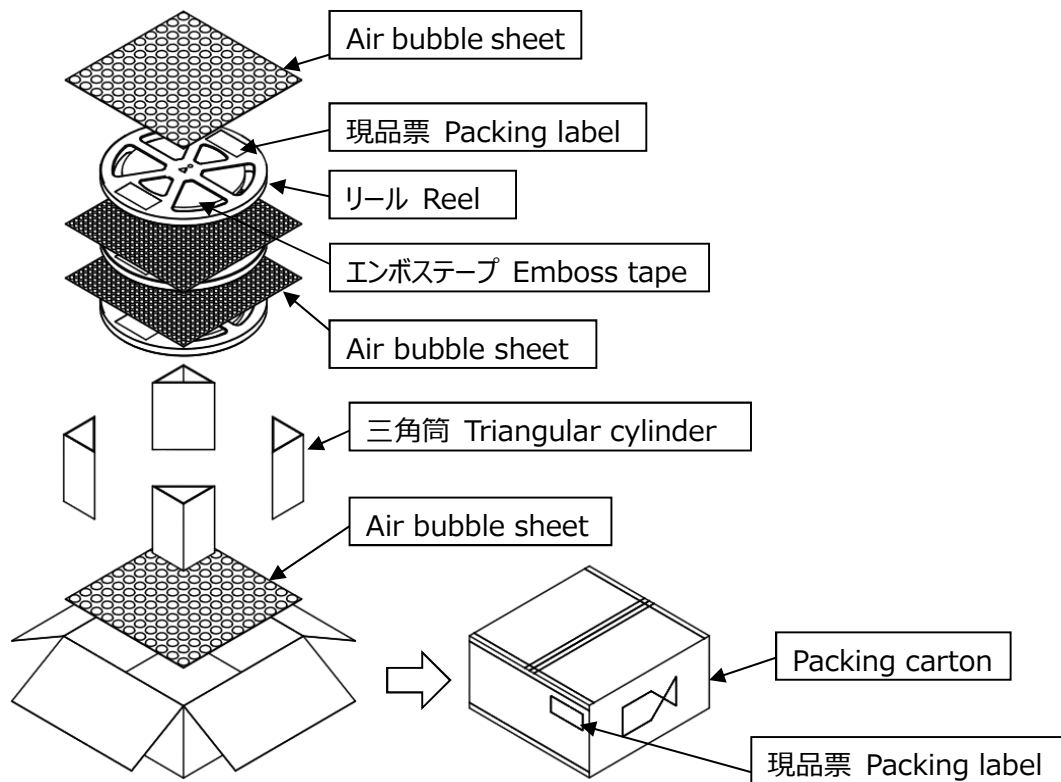 Air bubble sheet
現品票 Packing label
リール Reel
エンボステープ Emboss tape
Air bubble sheet
三角筒 Triangular cylinder
Air bubble sheet
Packing carton
現品票 Packing label